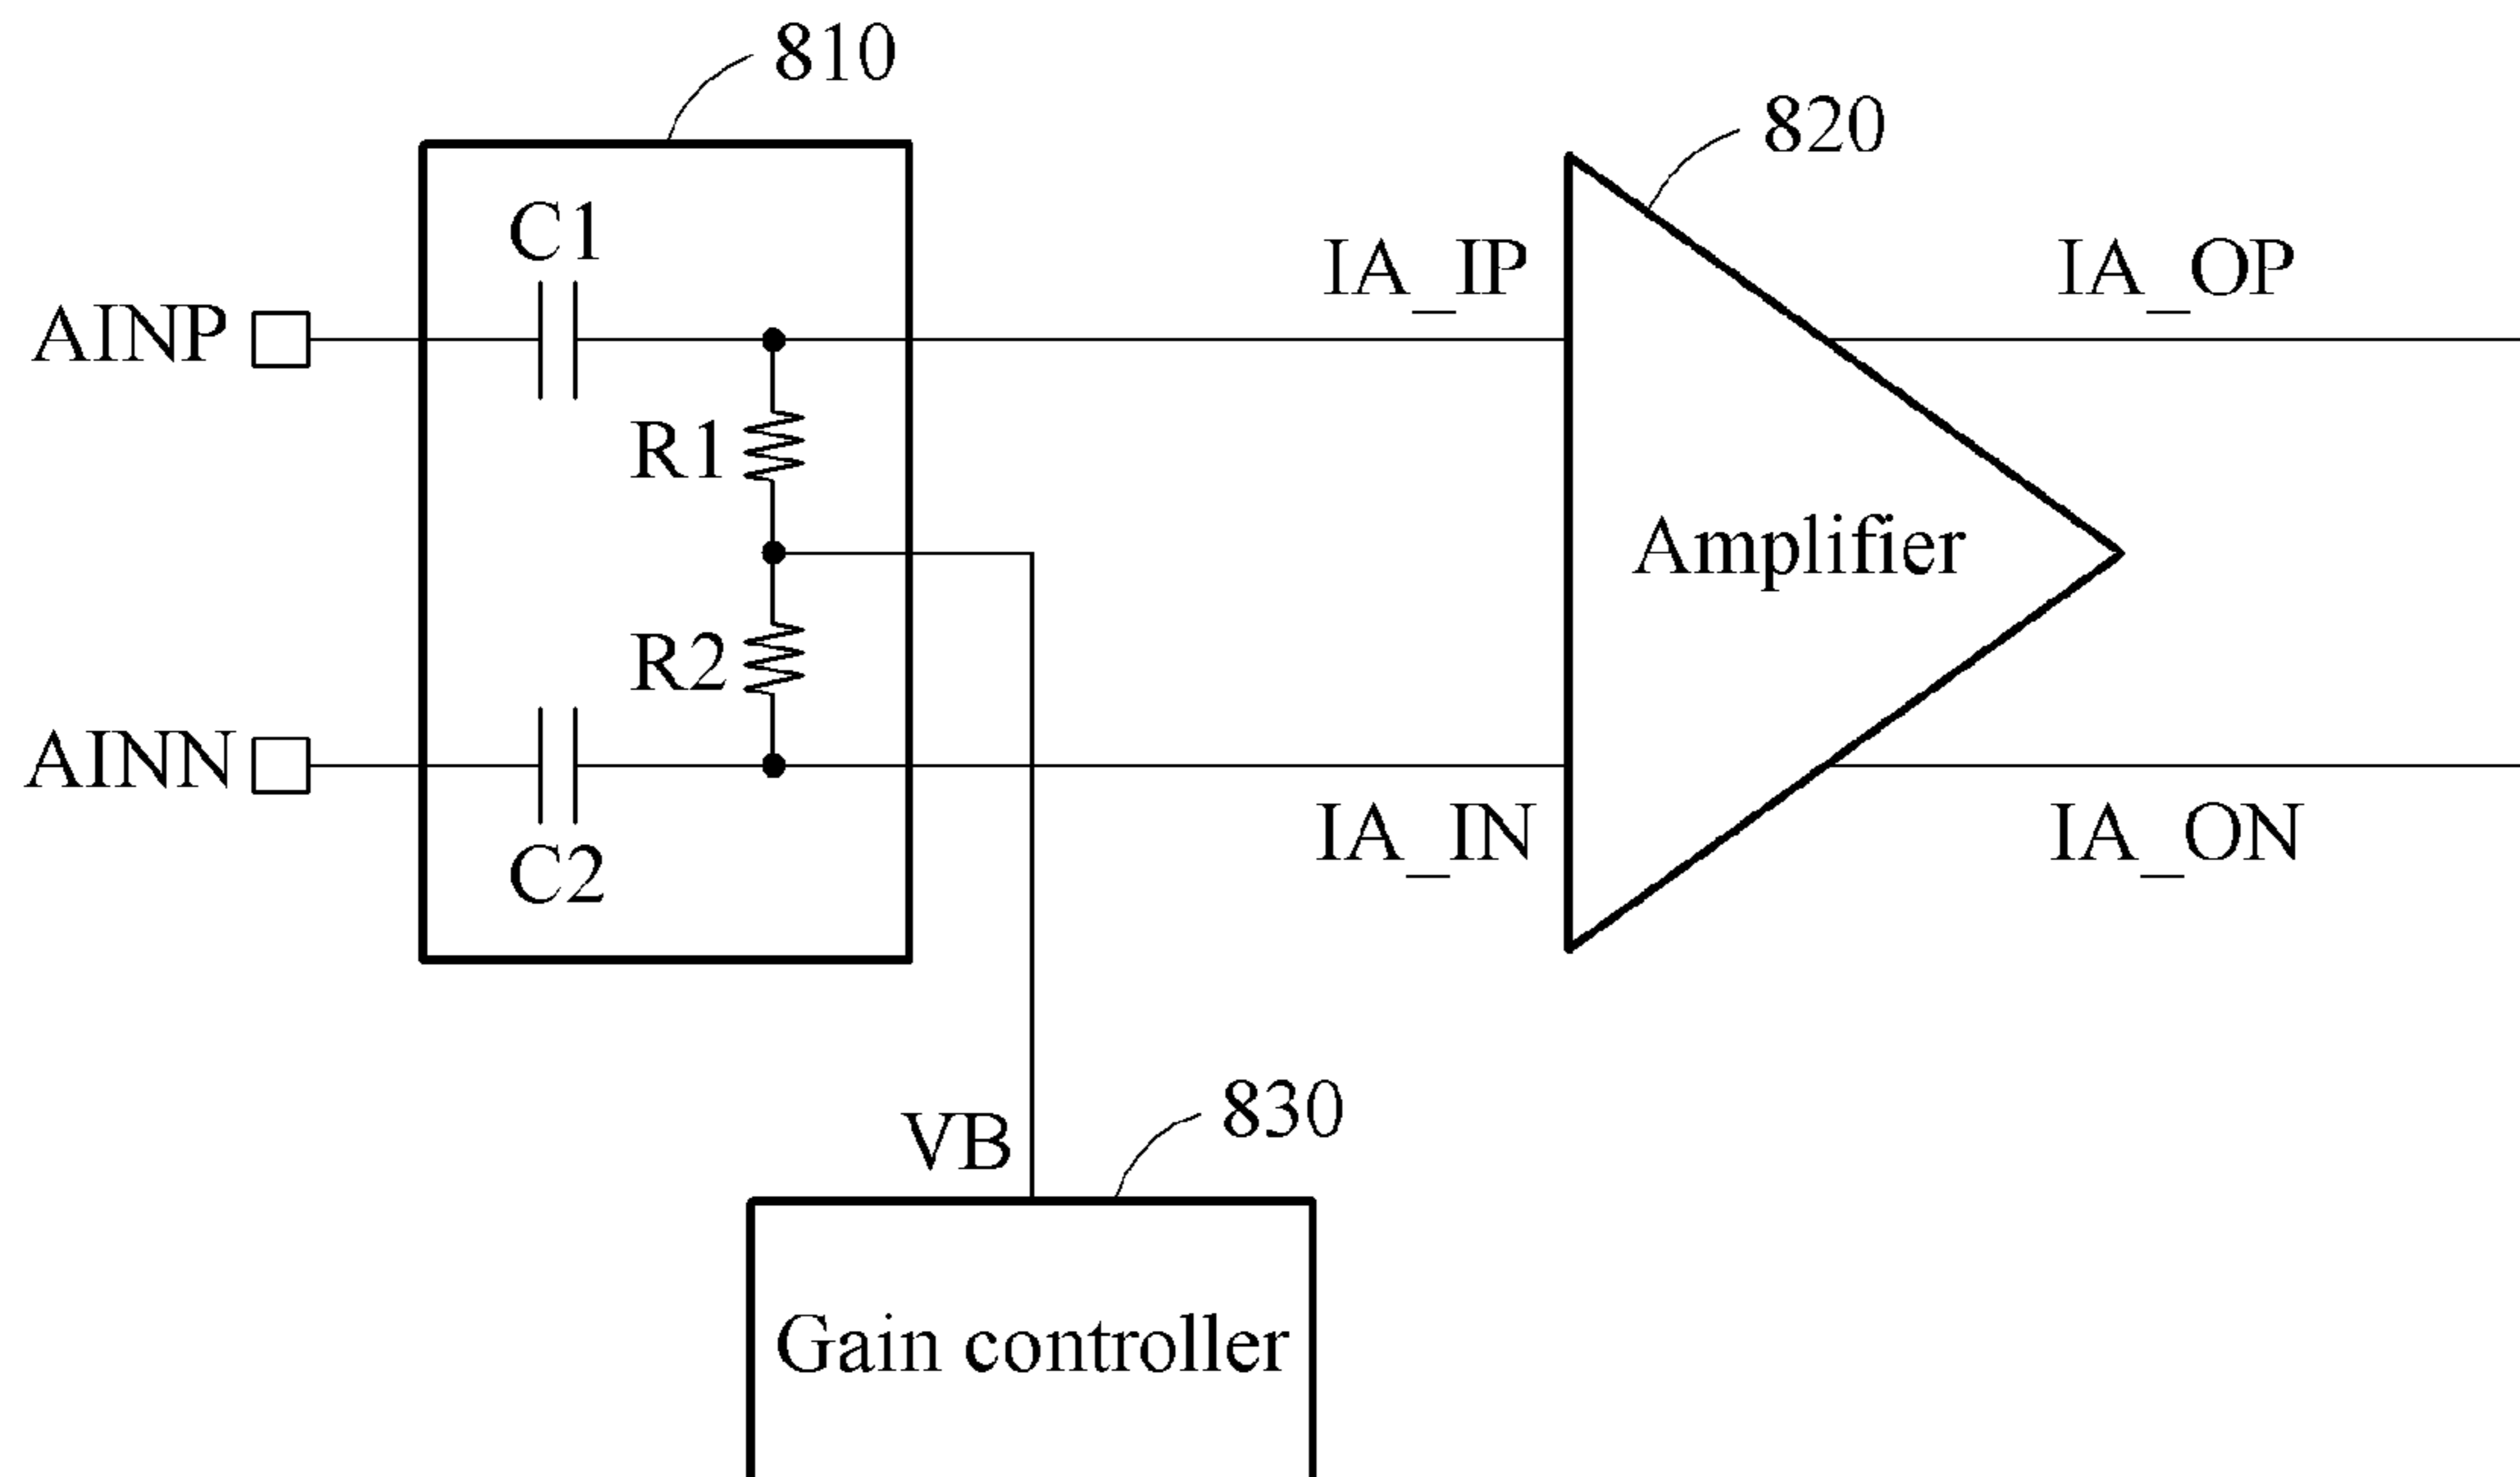 810
820
C1
IA_IP
IA_OP
AINP
R1
Amplifier
R2
AINN
IA_IN
IA_ON
C2
830
VB
Gain controller